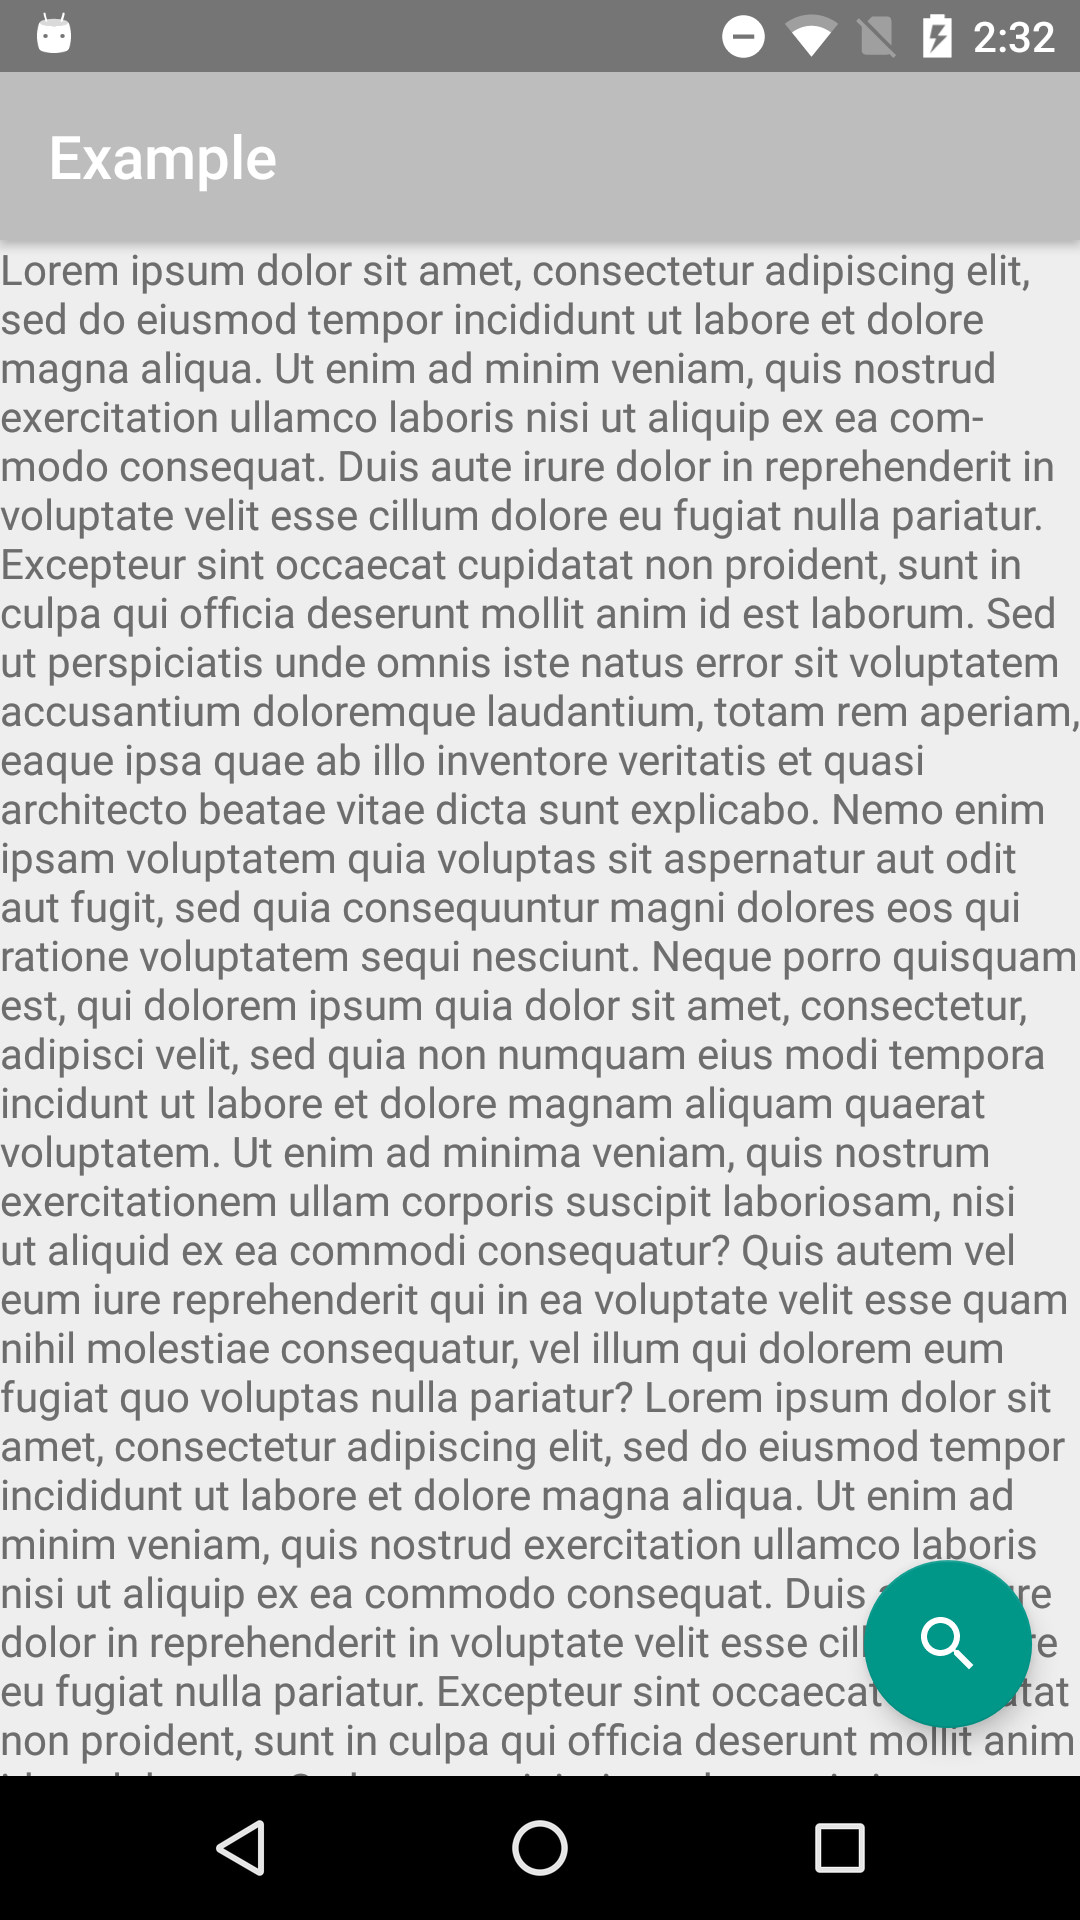 2:32
Example
Lorem ipsum dolor sit amet, consectetur adipiscing elit,
sed do eiusmod tempor incididunt ut labore et dolore
magna aliqua. Ut enim ad minim veniam, quis nostrud
exercitation ullamco laboris nisi ut aliquip ex ea com-
modo consequat. Duis aute irure dolor in reprehenderit in
voluptate velit esse cillum dolore eu fugiat nulla pariatur.
Excepteur sint occaecat cupidatat non proident, sunt in
culpa qui officia deserunt mollit anim id est laborum. Sed
ut perspiciatis unde omnis iste natus error sit voluptatem
accusantium doloremque laudantium, totam rem aperiam,
eaque ipsa quae ab illo inventore veritatis et quasi
architecto beatae vitae dicta sunt explicabo. Nemo enim
ipsam voluptatem quia voluptas sit aspernatur aut odit
aut fugit, sed quia consequuntur magni dolores eos qui
ratione voluptatem sequi nesciunt. Neque porro quisquam
est, qui dolorem ipsum quia dolor sit amet, consectetur,
adipisci velit, sed quia non numquam eius modi tempora
incidunt ut labore et dolore magnam aliquam quaerat
voluptatem. Ut enim ad minima veniam, quis nostrum
exercitationem ullam corporis suscipit laboriosam, nisi
ut aliquid ex ea commodi consequatur? Quis autem vel
eum iure reprehenderit qui in ea voluptate velit esse quam
nihil molestiae consequatur, vel illum qui dolorem eum
fugiat quo voluptas nulla pariatur? Lorem ipsum dolor sit
amet, consectetur adipiscing elit, sed do eiusmod tempor
incididunt ut labore et dolore magna aliqua. Ut enim ad
minim veniam, quis nostrud exercitation ullamco laboris
nisi ut aliquip ex ea commodo consequat. Duis
dolor in reprehenderit in voluptate velit esse
eu fugiat nulla pariatur. Excepteur sint occaecat
non proident, sunt in culpa qui officia deserunt mollit anim